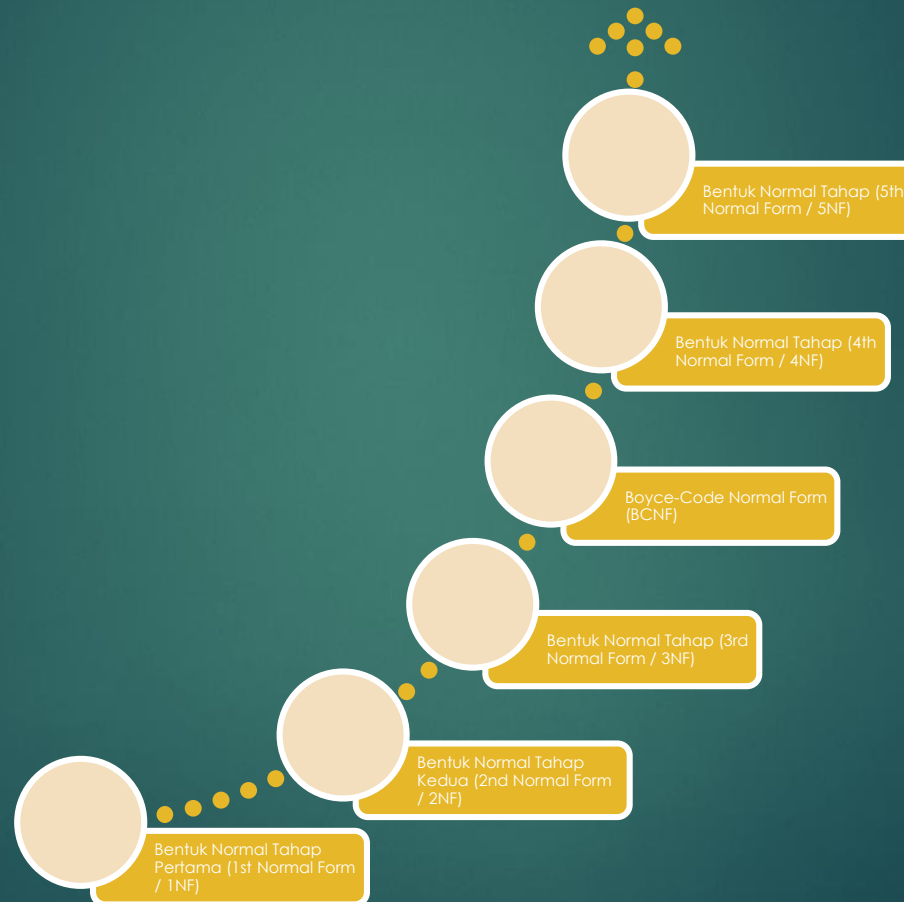 Bentuk Normal Tahap (5th
Normal Form / 5NF)
Bentuk Normal Tahap (4th
Normal Form / 4NF)
Boyce-Code Normal Form
(BCNF)
Bentuk Normal Tahap (3rd
Normal Form / 3NF)
Bentuk Normal Tahap
Kedua (2nd Normal Form
/ 2NF)
Bentuk Normal Tahap
Pertama (1st Normal Form
/ 1NF)